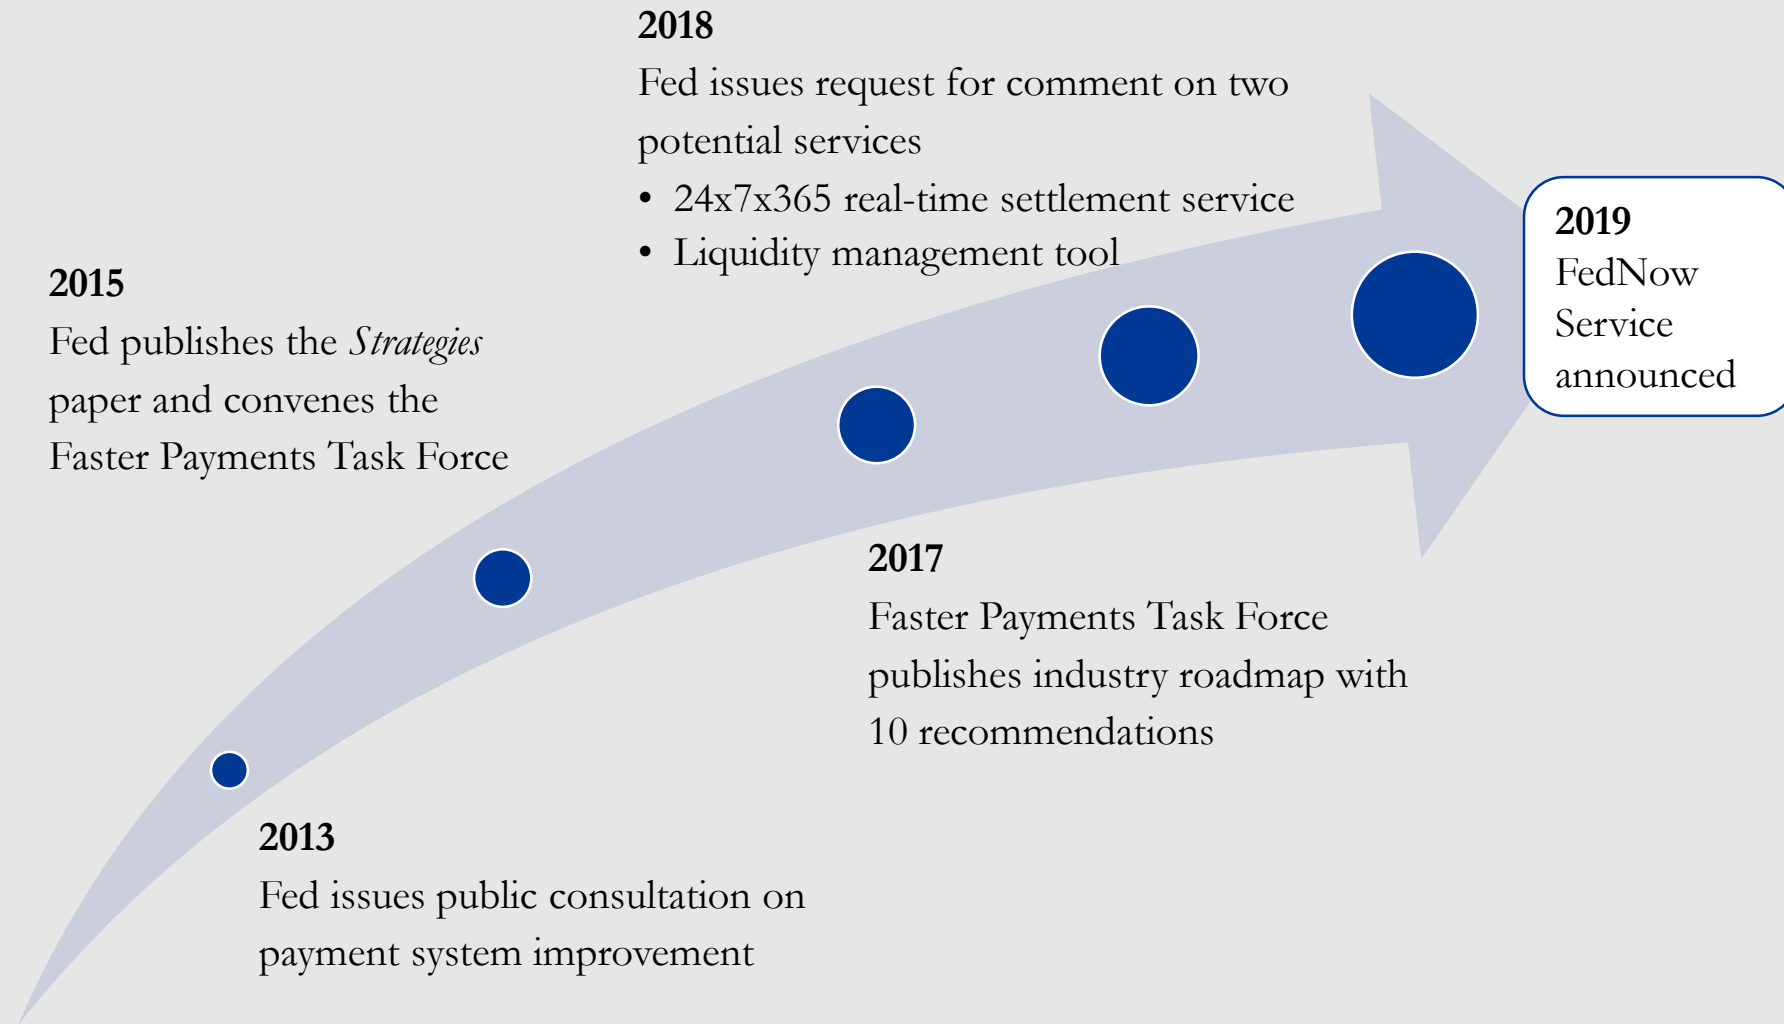 2018
Fed issues request for comment on two
potential services
• 24x7x365 real-time settlement service
• Liquidity management tool
2019
FedNow
Service
announced
2015
Fed publishes the Strategies
paper and convenes the
Faster Payments Task Force
2017
Faster Payments Task Force
publishes industry roadmap with
10 recommendations
2013
Fed issues public consultation on
payment system improvement